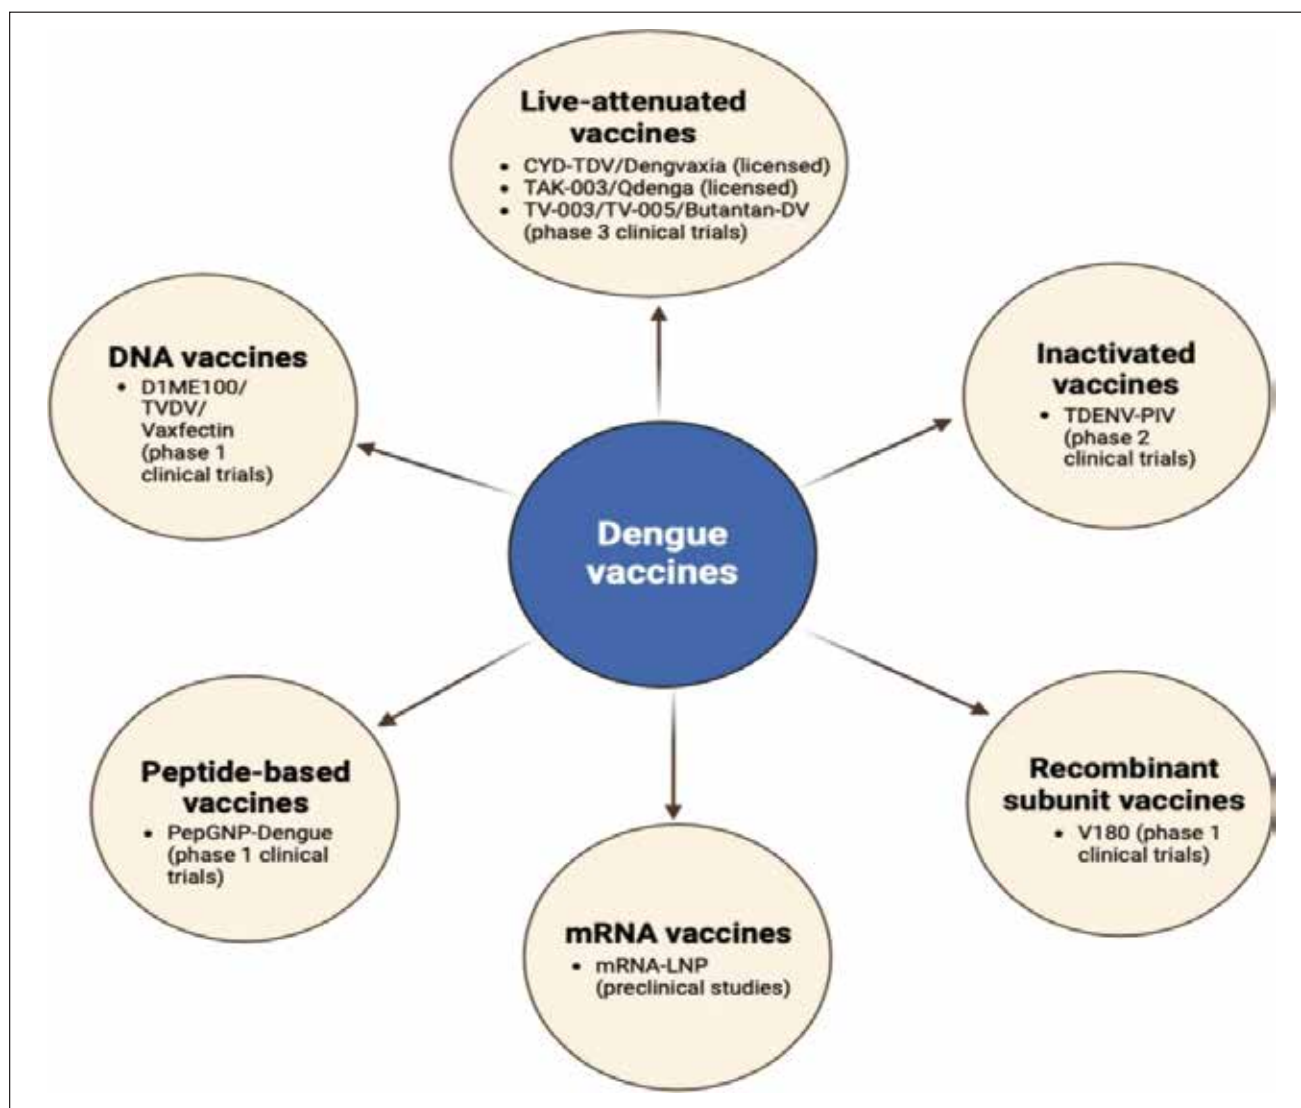 Live-attenuated
vaccines
• CYD-TDV/Dengvaxia (licensed)
• TAK-003/Qdenga (licensed)
• TV-003/TV-005/Butantan-DV
(phase 3 clinical trials)
DNA vaccines
• D1ME100/
TVDV/
Vaxfectin
(phase 1
clinical trials)
Inactivated
vaccines
• TDENV-PIV
(phase 2
clinical trials)
Dengue
vaccines
Peptide-based
vaccines
• PepGNP-Dengue
(phase 1 clinical
trials)
Recombinant
subunit vaccines
• V180 (phase 1
clinical trials)
mRNA vaccines
• mRNA-LNP
(preclinical studies)